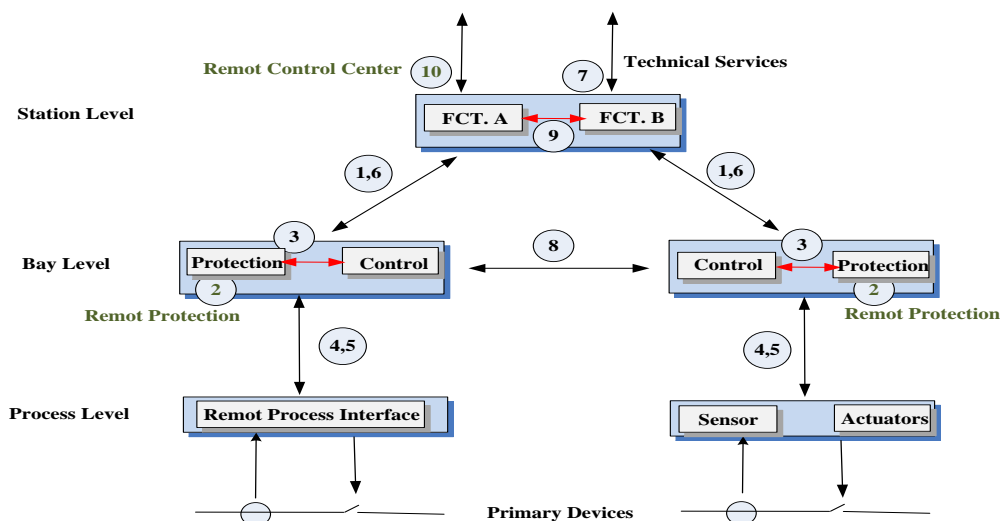 Remot Control Center
10
7
Technical Services
Station Level
FCT. A
FCT. B
9
1,6
1,6
3
8
3
Bay Level
Protection
Control
Control
Protection
2
2
Remot Protection
Remot Protection
4,5
4,5
Process Level
Remot Process Interface
Sensor
Actuators
Primary Devices